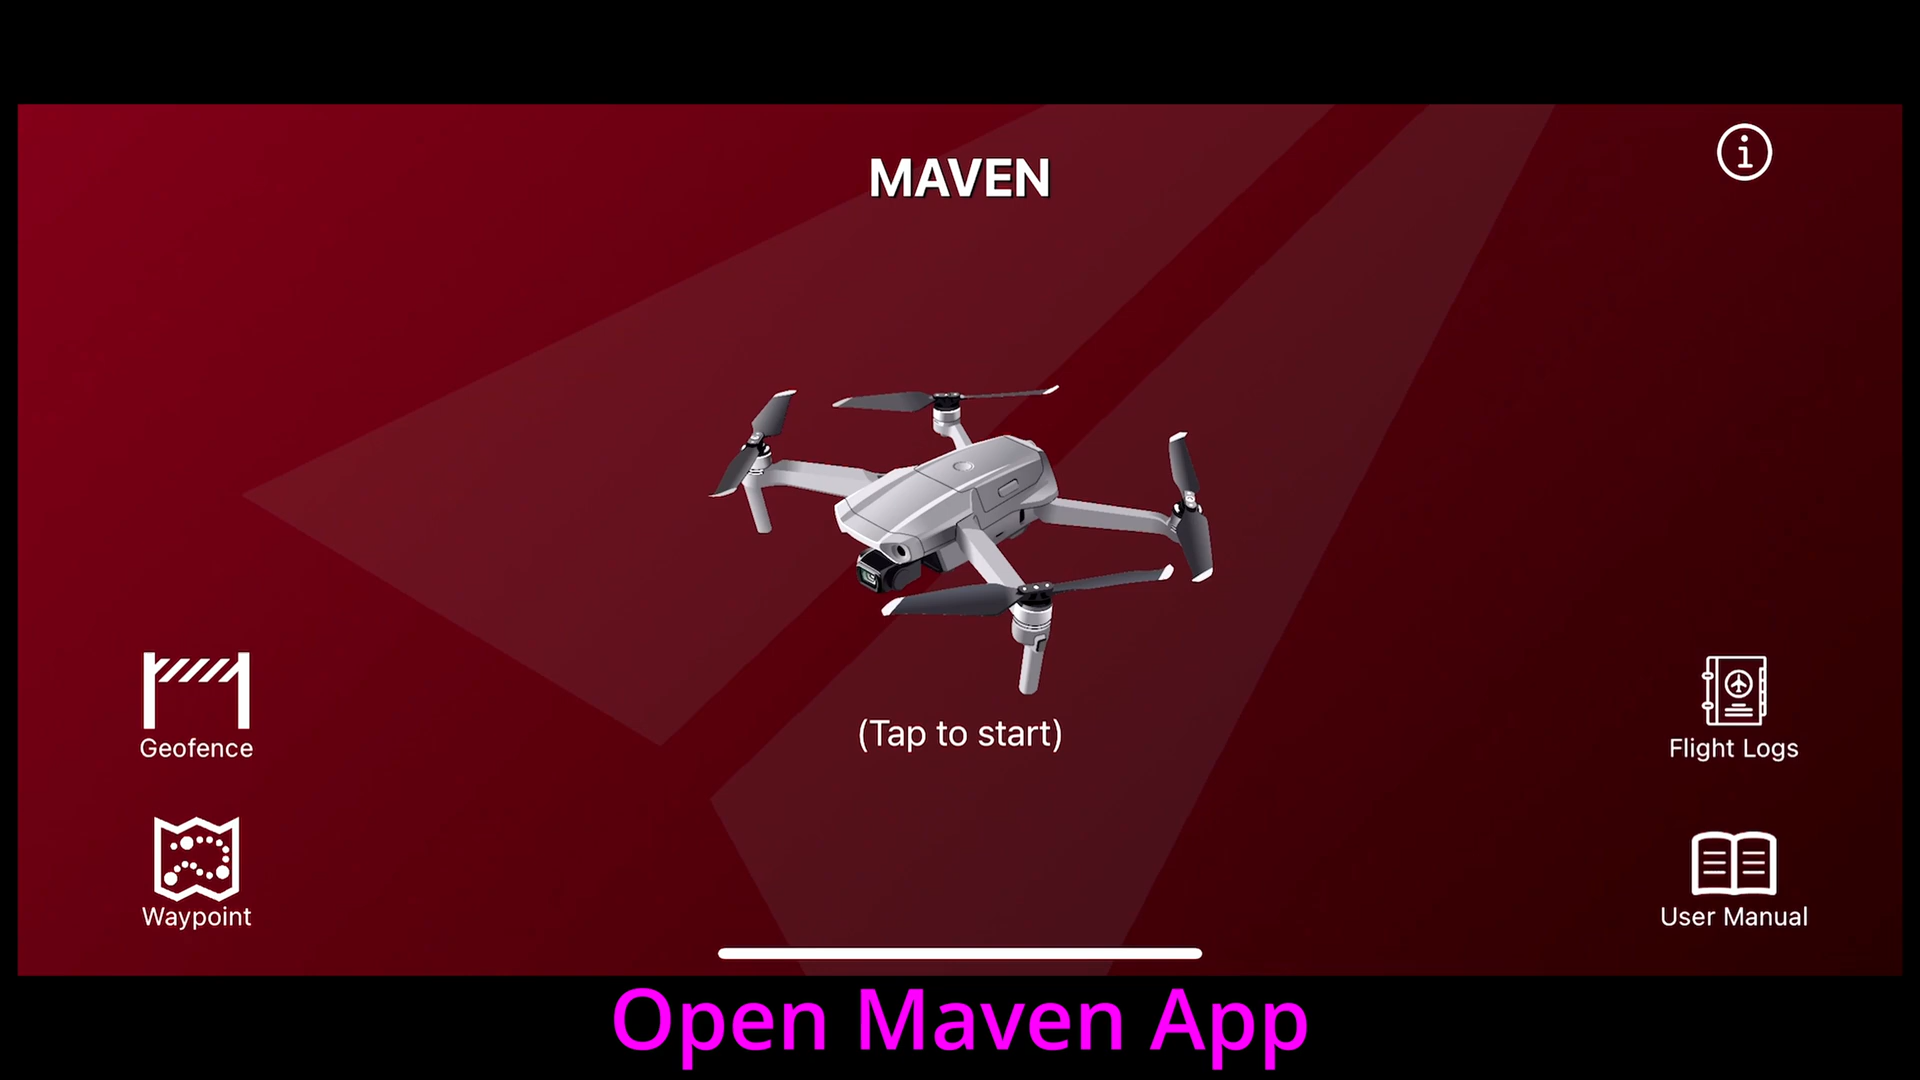 MAVEN
(Tap to start)
Geofence
Flight Logs
Waypoint
User Manual
Open Maven App